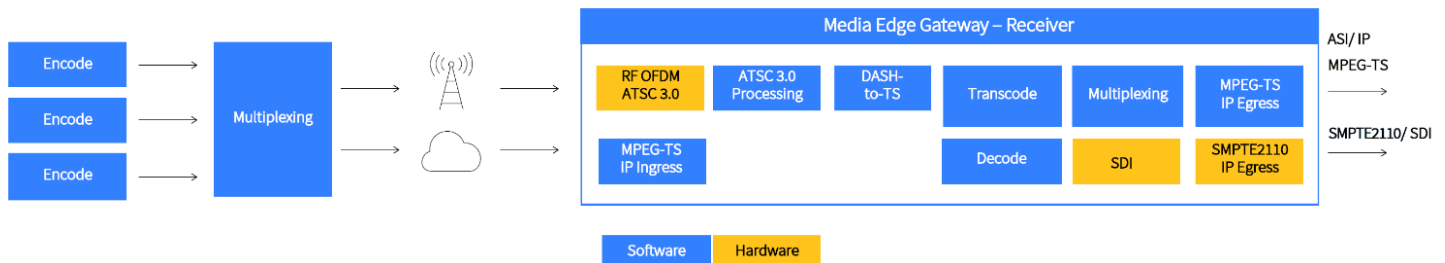 Media Edge Gateway – Receiver
Encode
Encode
Encode
Multiplexing
RF OFDM
ATSC 3.0
ATSC 3.0
Processing
DASH-
to-TS
Transcode
Multiplexing
MPEG-TS
IP Egress
MPEG-TS
IP Ingress
Decode
SDI
SMPTE2110
IP Egress
ASI/ IP
MPEG-TS
SMPTE2110/ SDI
Software
Hardware